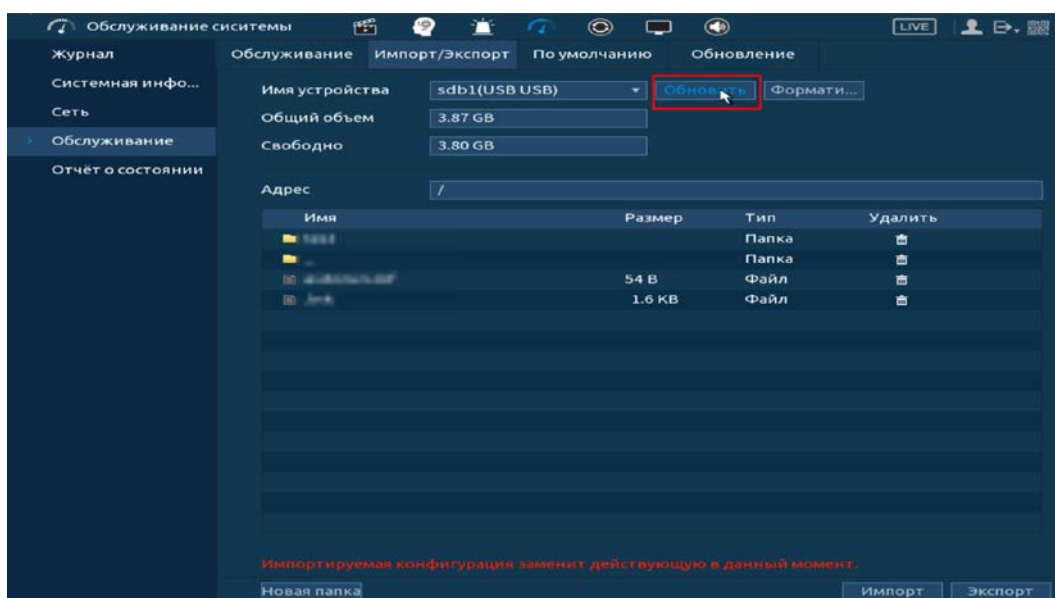 Обслуживание сиситемы LIVE
Журнал Обслуживание Импорт/Экспорт По умолчанию Обновление
Системная инфо...
Имя устройства sdb1(USB USB) Обновить Формати...
Сеть
Общий объем 3.87 GB
Обслуживание
Свободно 3.80 GB
Отчёт о состоянии
Адрес /
Имя Размер Тип Удалить
Папка
Папка
54 B Файл
1.6 KB Файл
Импортируемая конфигурация заменит действующую в данный момент.
Новая папка Импорт Экспорт